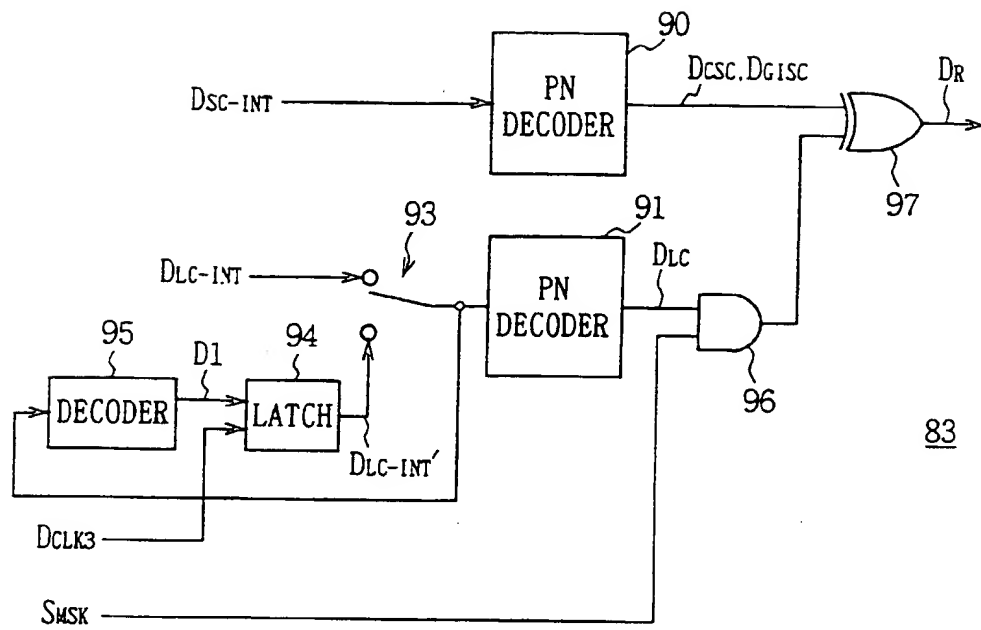 90
PN
DECODER
DSC-INT
DCSC, DGISC
DR
97
93
91
DLC-INT
PN
DECODER
DLC
96
95
D1
94
DECODER
LATCH
DLC-INT'
83
DCLK3
SMSK